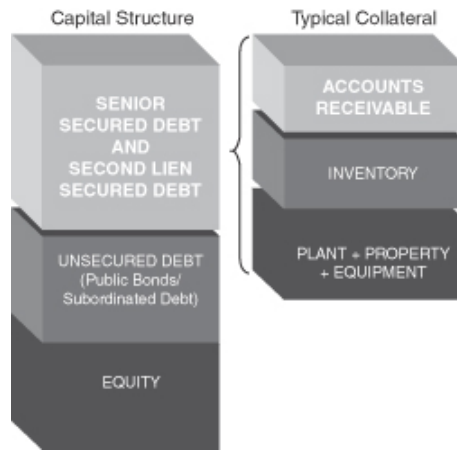 Capital Structure
SENIOR
SECURED DEBT
AND
SECOND LIEN
SECURED DEBT
UNSECURED DEBT
(Public Bonds/
Subordinated Debt)
EQUITY
Typical Collateral
ACCOUNTS
RECEIVABLE
INVENTORY
PLANT + PROPERTY
+ EQUIPMENT